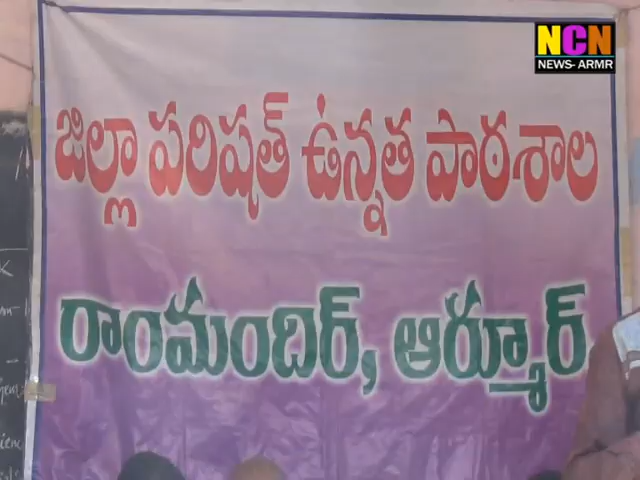 NCN
NEWS- ARMR
జిల్లా పరిషత్ ఉన్నత పాఠశాల
రాంమందిర్, ఆర్మూర్